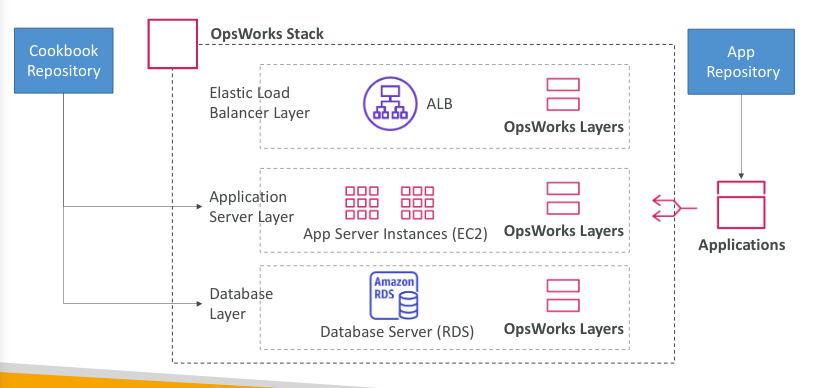 OpsWorks Stack
Cookbook
Repository
App
Repository
Elastic Load
Balancer Layer
ALB
OpsWorks Layers
Application
Server Layer
App Server Instances (EC2)
OpsWorks Layers
Applications
Database
Layer
Amazon
RDS
Database Server (RDS)
OpsWorks Layers